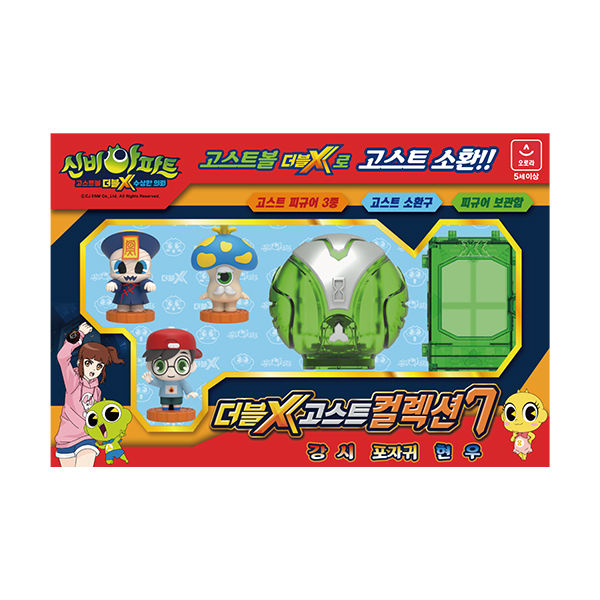 신비아파트
고스트볼 더블X 수상한 의뢰
ⓒCJ ENM Co., Ltd. All Rights Reserved.
고스트볼 더블X로 고스트 소환!!
오로라
5세이상
고스트 피규어 3종
고스트 소환구
피규어 보관함
더블X 고스트 컬렉션 7
강시 포자귀 현우